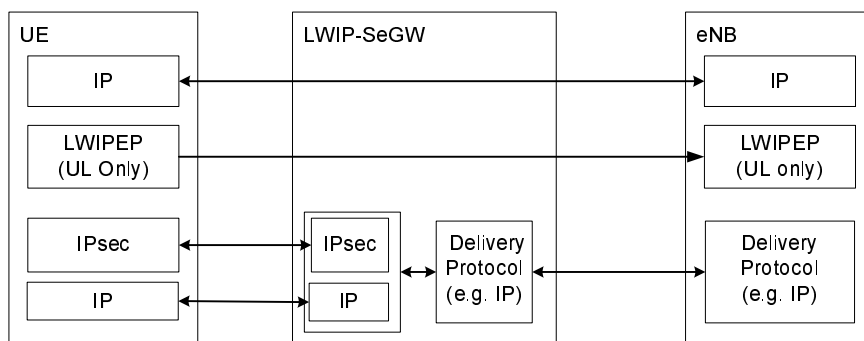 UE
LWIP-SeGW
eNB
IP
IP
LWIPEP
(UL Only)
LWIPEP
(UL only)
IPsec
IPsec
Delivery
Protocol
(e.g. IP)
Delivery
Protocol
(e.g. IP)
IP
IP